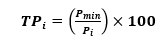 TPᵢ = (Pₘᵢₙ / Pᵢ) × 100